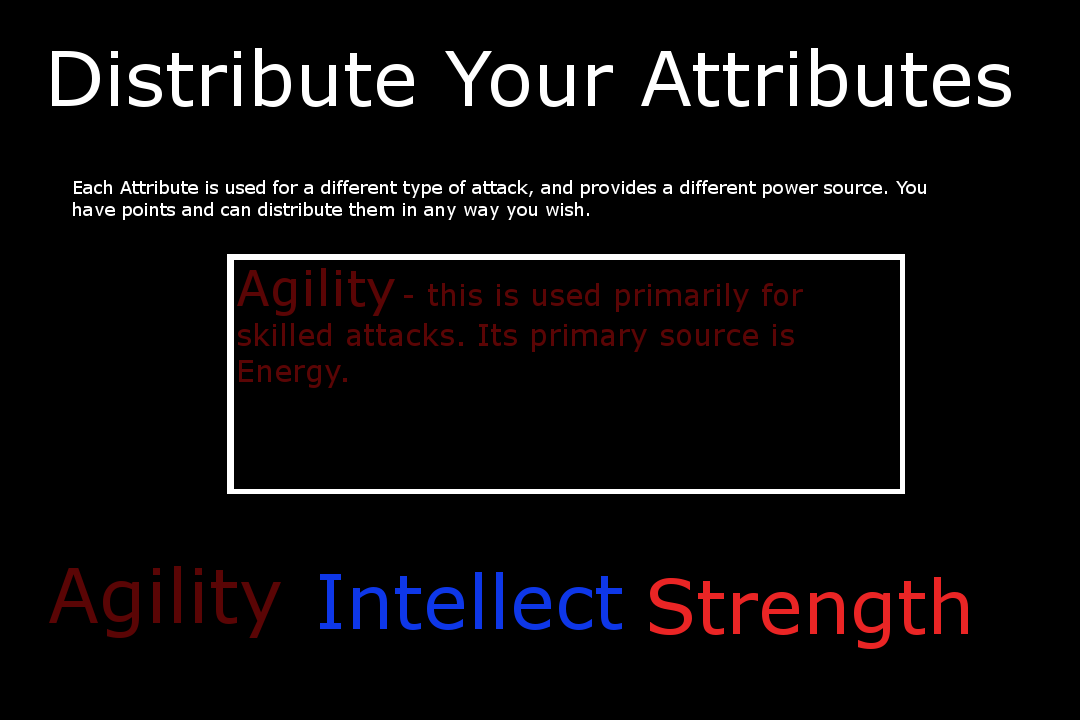 Distribute Your Attributes
Each Attribute is used for a different type of attack, and provides a different power source. You
have points and can distribute them in any way you wish.
Agility - this is used primarily for
skilled attacks. Its primary source is
Energy.
Agility Intellect Strength